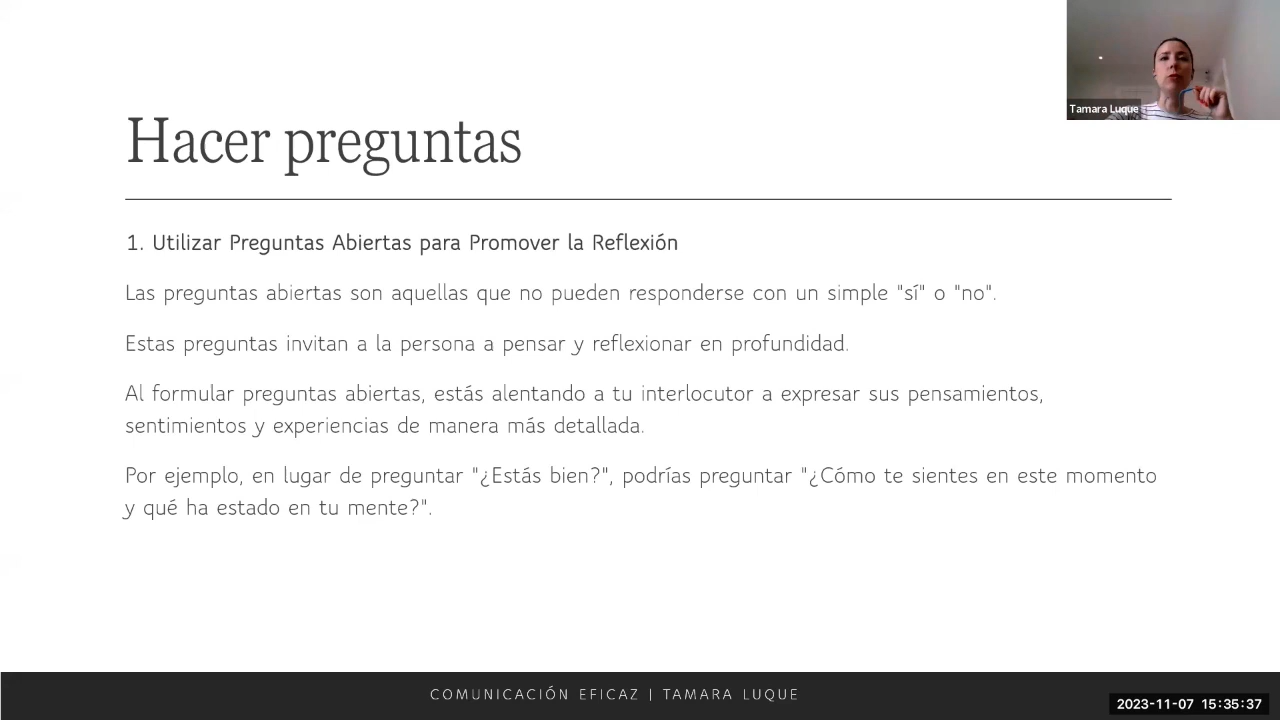 Tamara Luque
Hacer preguntas
1. Utilizar Preguntas Abiertas para Promover la Reflexión
Las preguntas abiertas son aquellas que no pueden responderse con un simple "sí" o "no".
Estas preguntas invitan a la persona a pensar y reflexionar en profundidad.
Al formular preguntas abiertas, estás alentando a tu interlocutor a expresar sus pensamientos,
sentimientos y experiencias de manera más detallada.
Por ejemplo, en lugar de preguntar "¿Estás bien?", podrías preguntar "¿Cómo te sientes en este momento
y qué ha estado en tu mente?".
COMUNICACIÓN EFICAZ | TAMARA LUQUE
2023-11-07 15:35:37